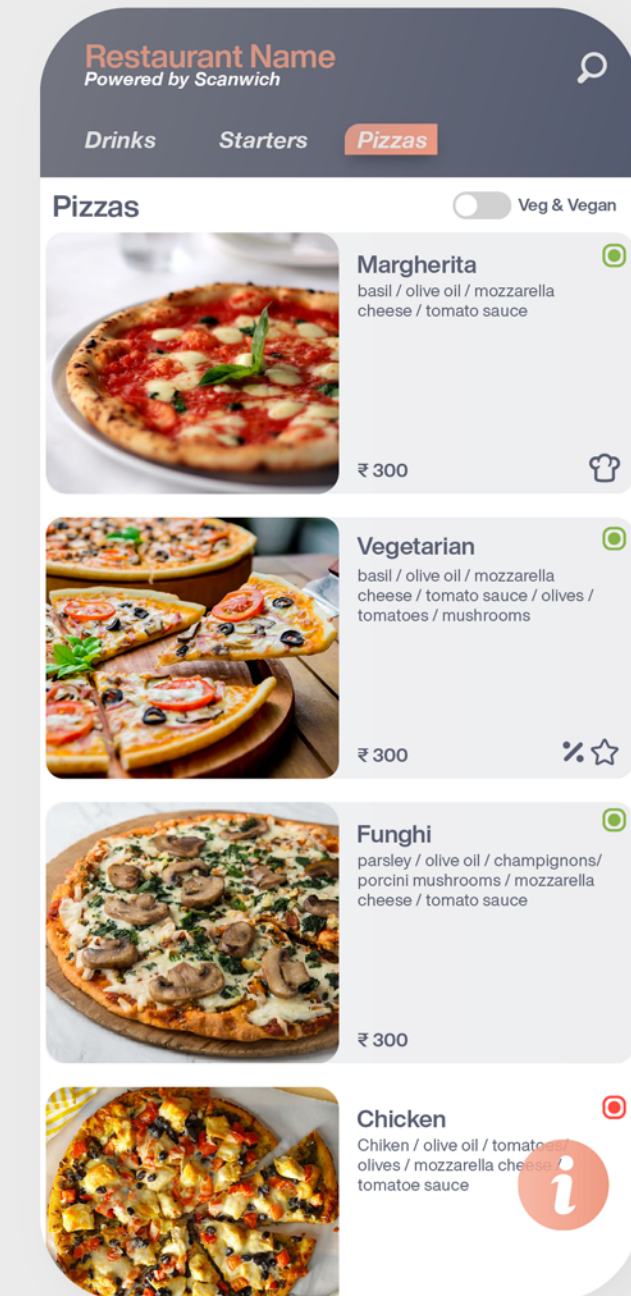 Restaurant Name
Powered by Scanwich
Drinks Starters Pizzas
Pizzas Veg & Vegan
Margherita
basil / olive oil / mozzarella
cheese / tomato sauce
₹ 300
Vegetarian
basil / olive oil / mozzarella
cheese / tomato sauce / olives /
tomatoes / mushrooms
₹ 300
Funghi
parsley / olive oil / champignons/
porcini mushrooms / mozzarella
cheese / tomato sauce
₹ 300
Chicken
Chiken / olive oil / tomatoes/
olives / mozzarella cheese /
tomatoe sauce
i